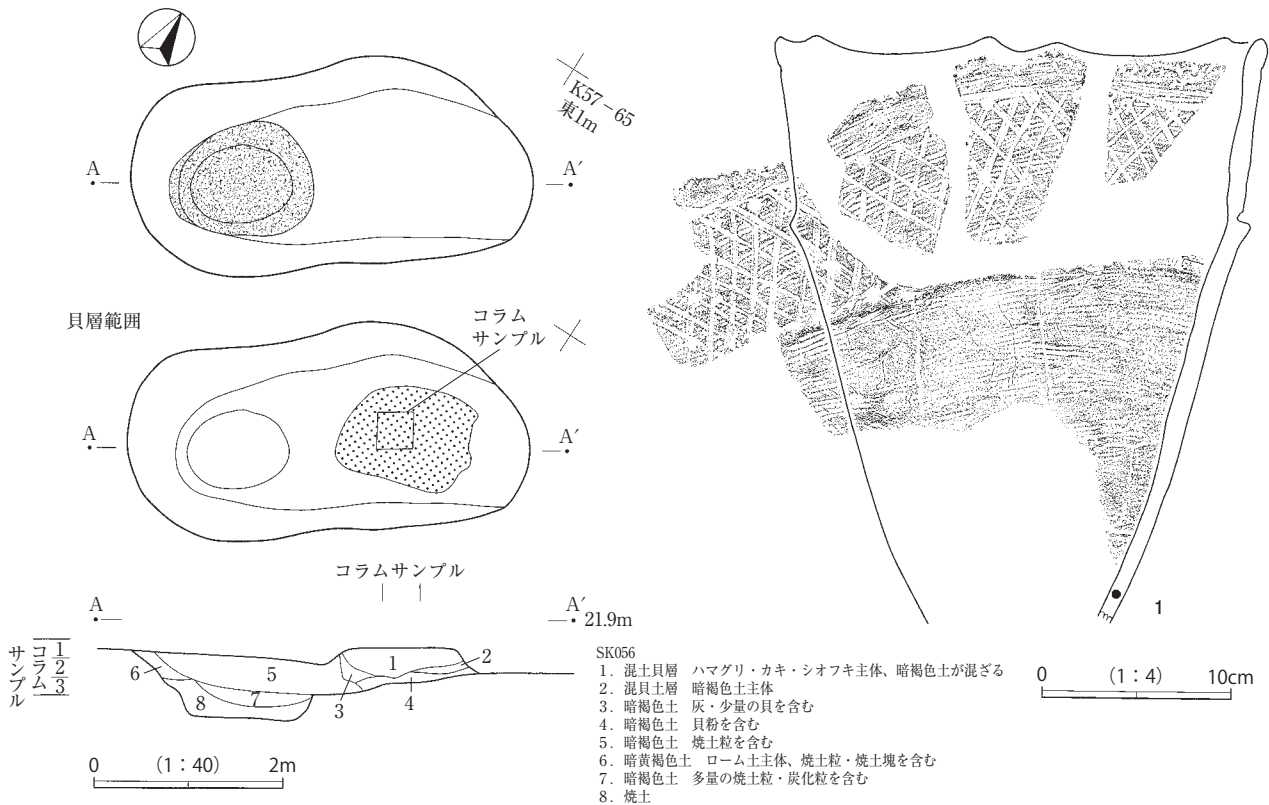 K57－65
東1m
A
A′
貝層範囲
コラム
サンプル
A
A′
コラムサンプル
A
A′
21.9m
コラム
サンプル
1
2
3
6
5
8
7
3
1
4
2
0 （1：40） 2m
1
SK056
1．混土貝層 ハマグリ・カキ・シオフキ主体、暗褐色土が混ざる
2．混貝土層 暗褐色土主体
3．暗褐色土 灰・少量の貝を含む
4．暗褐色土 貝粉を含む
5．暗褐色土 焼土粒を含む
6．暗黄褐色土 ローム土主体、焼土粒・焼土塊を含む
7．暗褐色土 多量の焼土粒・炭化粒を含む
8．焼土
0 （1：4） 10cm